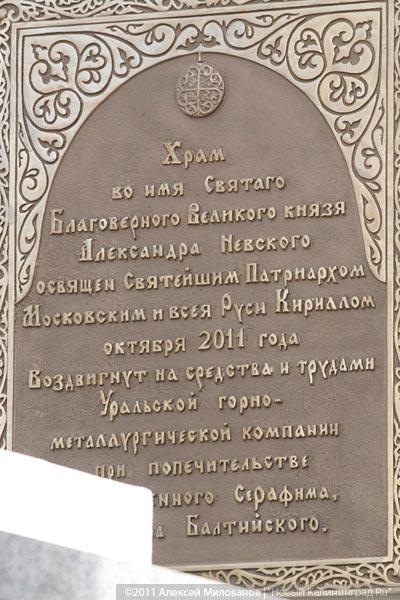 Храм
во имя Святаго
Благоверного Великого князя
Александра Невского
освящен Святейшим Патриархом
Московским и всея Руси Кириллом
октября 2011 года
Воздвигнут на средства и трудами
Уральской горно-
металлургической компании
при попечительстве
Серафима,
Балтийского.
©2011 Алексей Милованов | Новый Калининград.Ru*